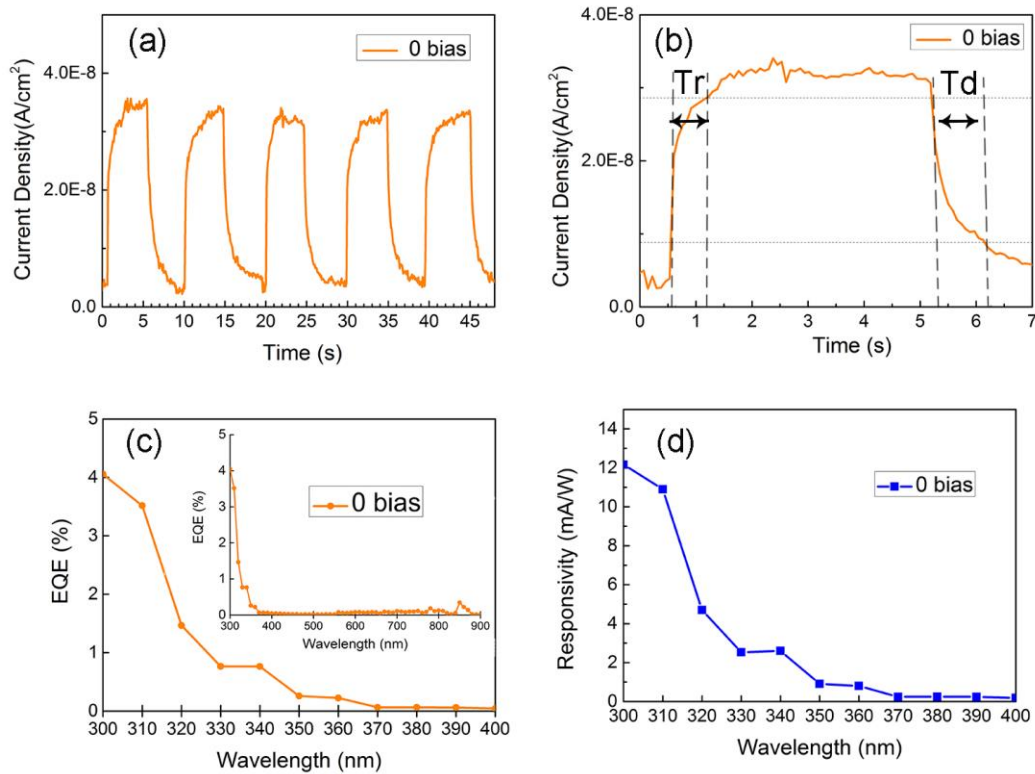 (a)
0 bias
Current Density(A/cm²)
4.0E-8
2.0E-8
0.0
0 5 10 15 20 25 30 35 40 45
Time (s)
(b)
0 bias
Tr
Td
Current Density(A/cm²)
4.0E-8
2.0E-8
0.0
0 1 2 3 4 5 6 7
Time (s)
(c)
0 bias
EQE (%)
5
4
3
2
1
0
300 310 320 330 340 350 360 370 380 390 400
Wavelength (nm)
EQE (%)
5
4
3
2
1
0
300 400 500 600 700 800 900
Wavelength (nm)
(d)
0 bias
Responsivity (mA/W)
14
12
10
8
6
4
2
0
300 310 320 330 340 350 360 370 380 390 400
Wavelength (nm)